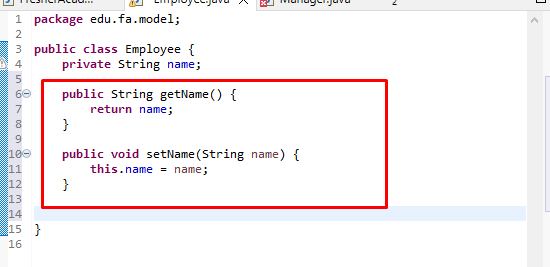 Employee.java
Manager.java
2
1 package edu.fa.model;
2
3 public class Employee {
4 private String name;
5
6 public String getName() {
7 return name;
8 }
9
10 public void setName(String name) {
11 this.name = name;
12 }
13
14
15 }
16